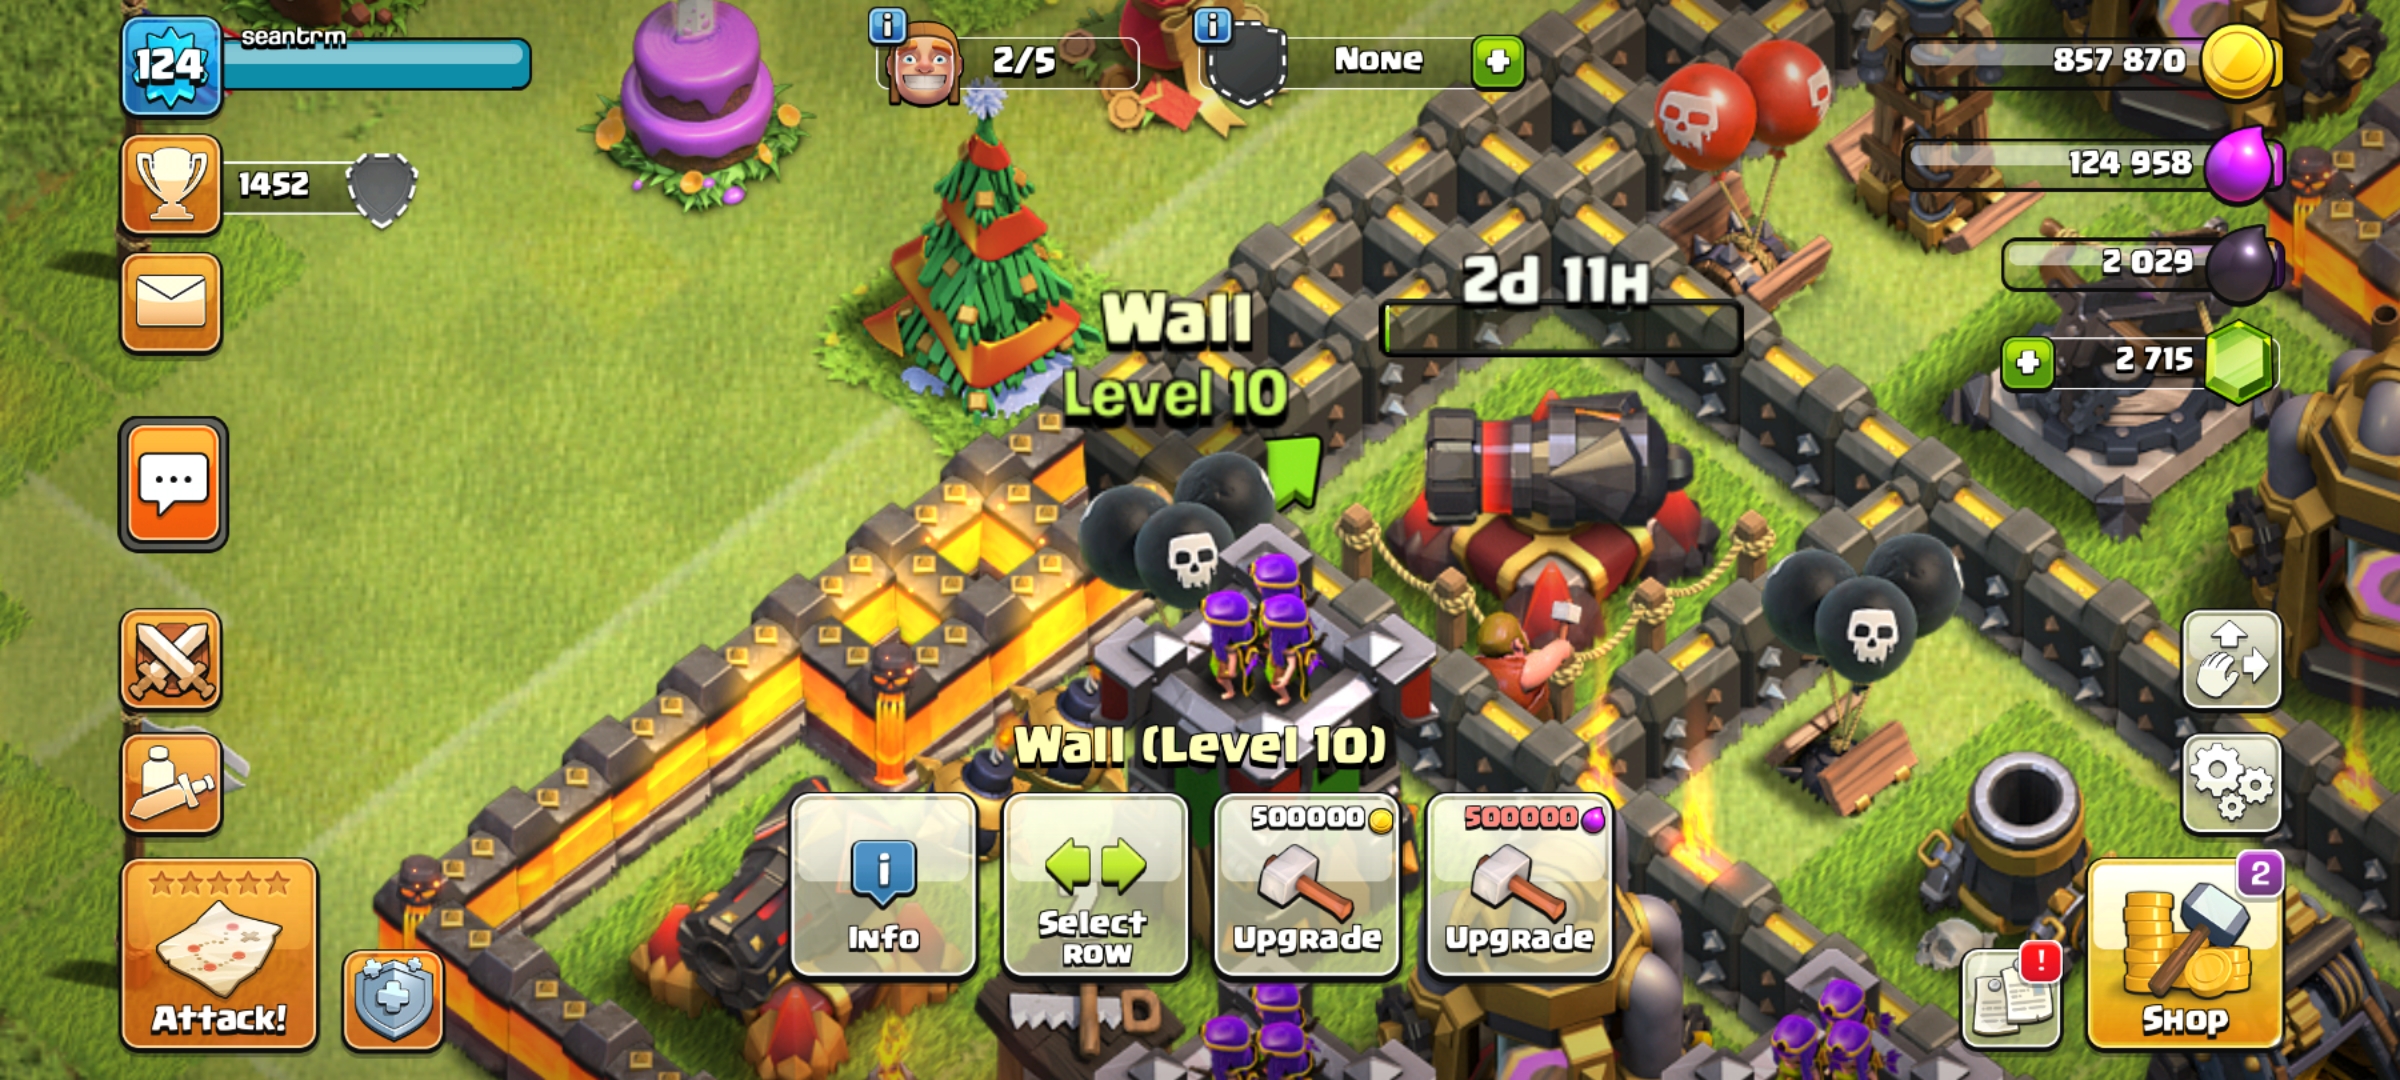 124
seantrm
2/5
None
857 870
1452
124 958
2 029
2 715
2d 11H
Wall
Level 10
Wall (Level 10)
Info
Select
Row
500000
Upgrade
500000
Upgrade
Attack!
!
2
Shop